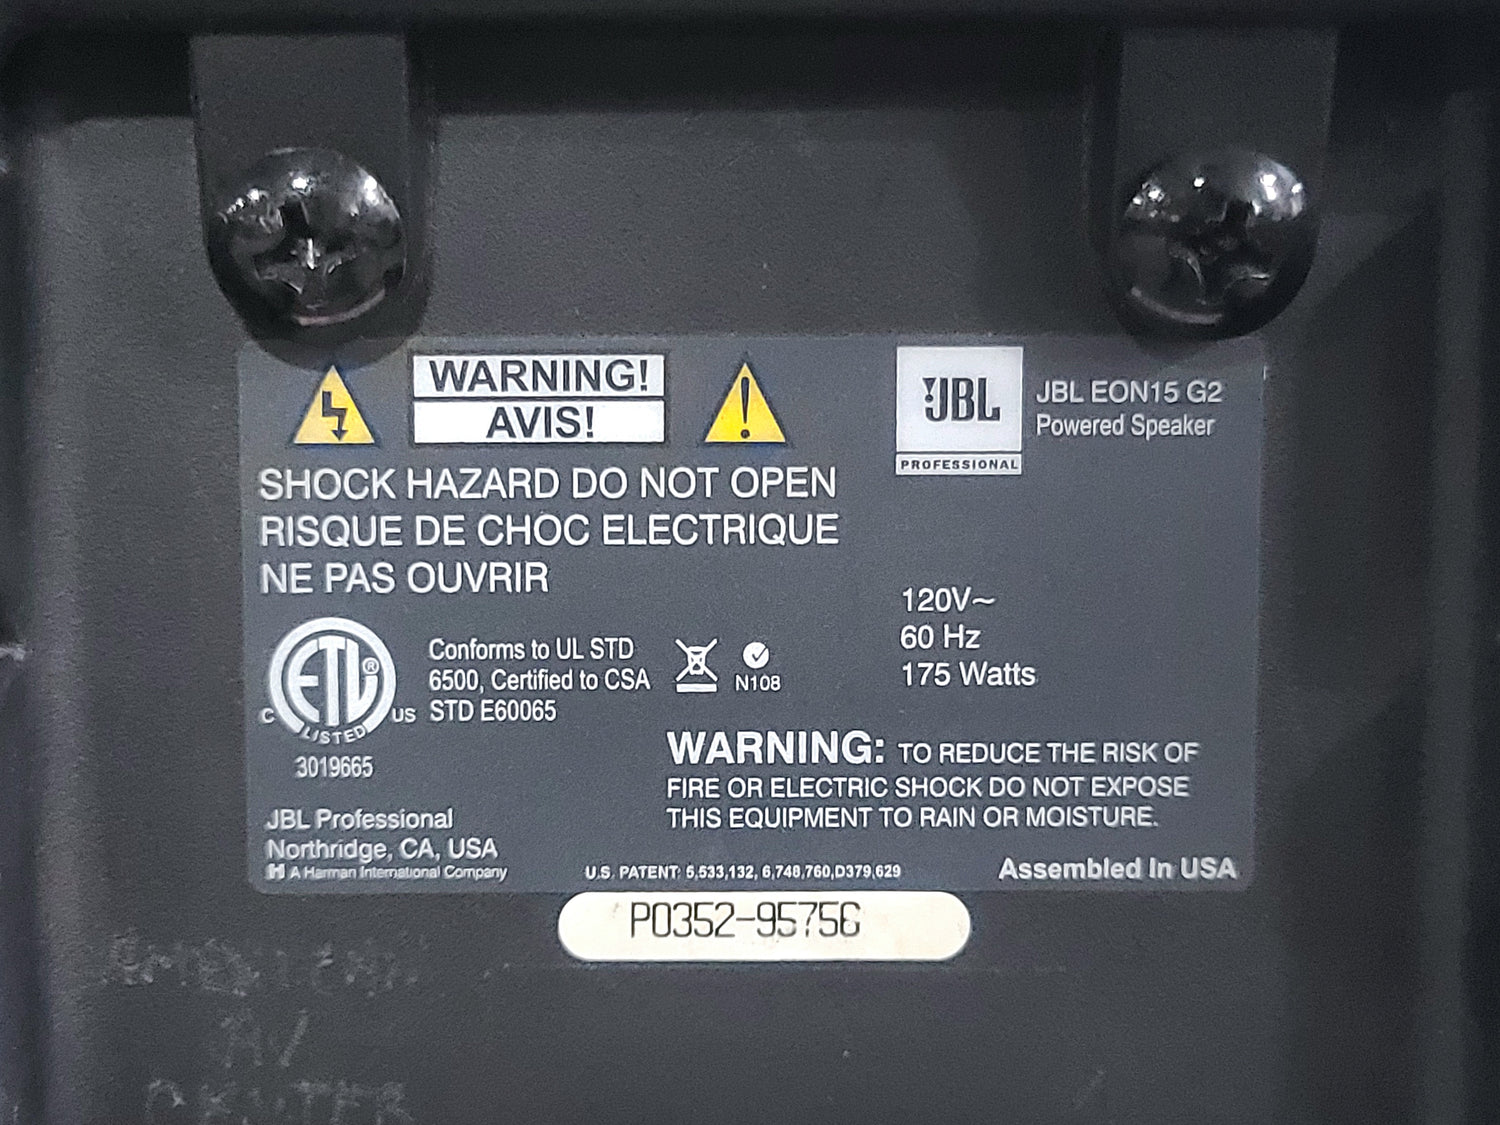 WARNING!
AVIS!
SHOCK HAZARD DO NOT OPEN
RISQUE DE CHOC ELECTRIQUE
NE PAS OUVRIR
JBL
PROFESSIONAL
JBL EON15 G2
Powered Speaker
120V~
60 Hz
175 Watts
ETL ®
C US
LISTED
3019665
Conforms to UL STD
6500, Certified to CSA
STD E60065
N108
WARNING: TO REDUCE THE RISK OF
FIRE OR ELECTRIC SHOCK DO NOT EXPOSE
THIS EQUIPMENT TO RAIN OR MOISTURE.
JBL Professional
Northridge, CA, USA
A Harman International Company
U.S. PATENT: 5,533,132, 6,748,760,D379,629
Assembled In USA
P0352-95756
AV